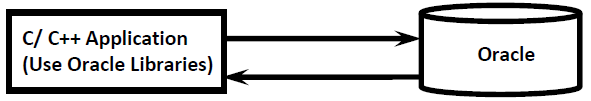 C/ C++ Application
(Use Oracle Libraries)
Oracle